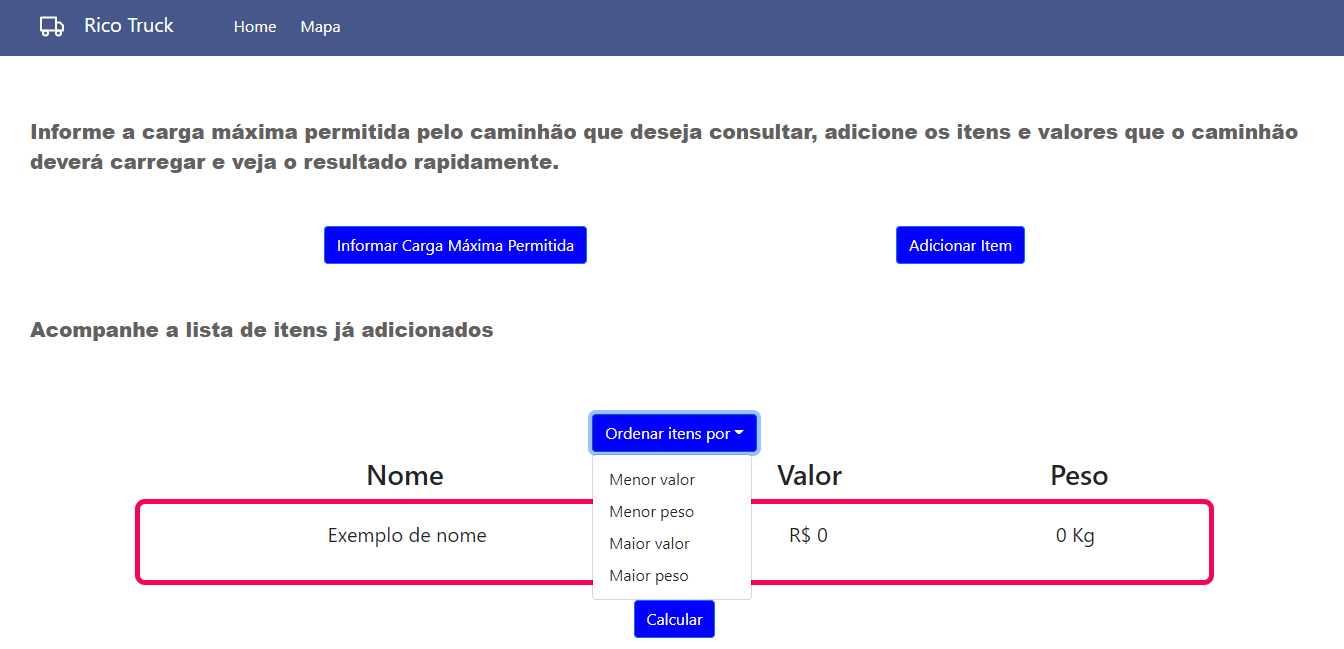 Rico Truck Home Mapa
Informe a carga máxima permitida pelo caminhão que deseja consultar, adicione os itens e valores que o caminhão
deverá carregar e veja o resultado rapidamente.
Informar Carga Máxima Permitida Adicionar Item
Acompanhe a lista de itens já adicionados
Ordenar itens por
Nome Valor Peso
Menor valor
Menor peso
Exemplo de nome R$ 0 0 Kg
Maior valor
Maior peso
Calcular